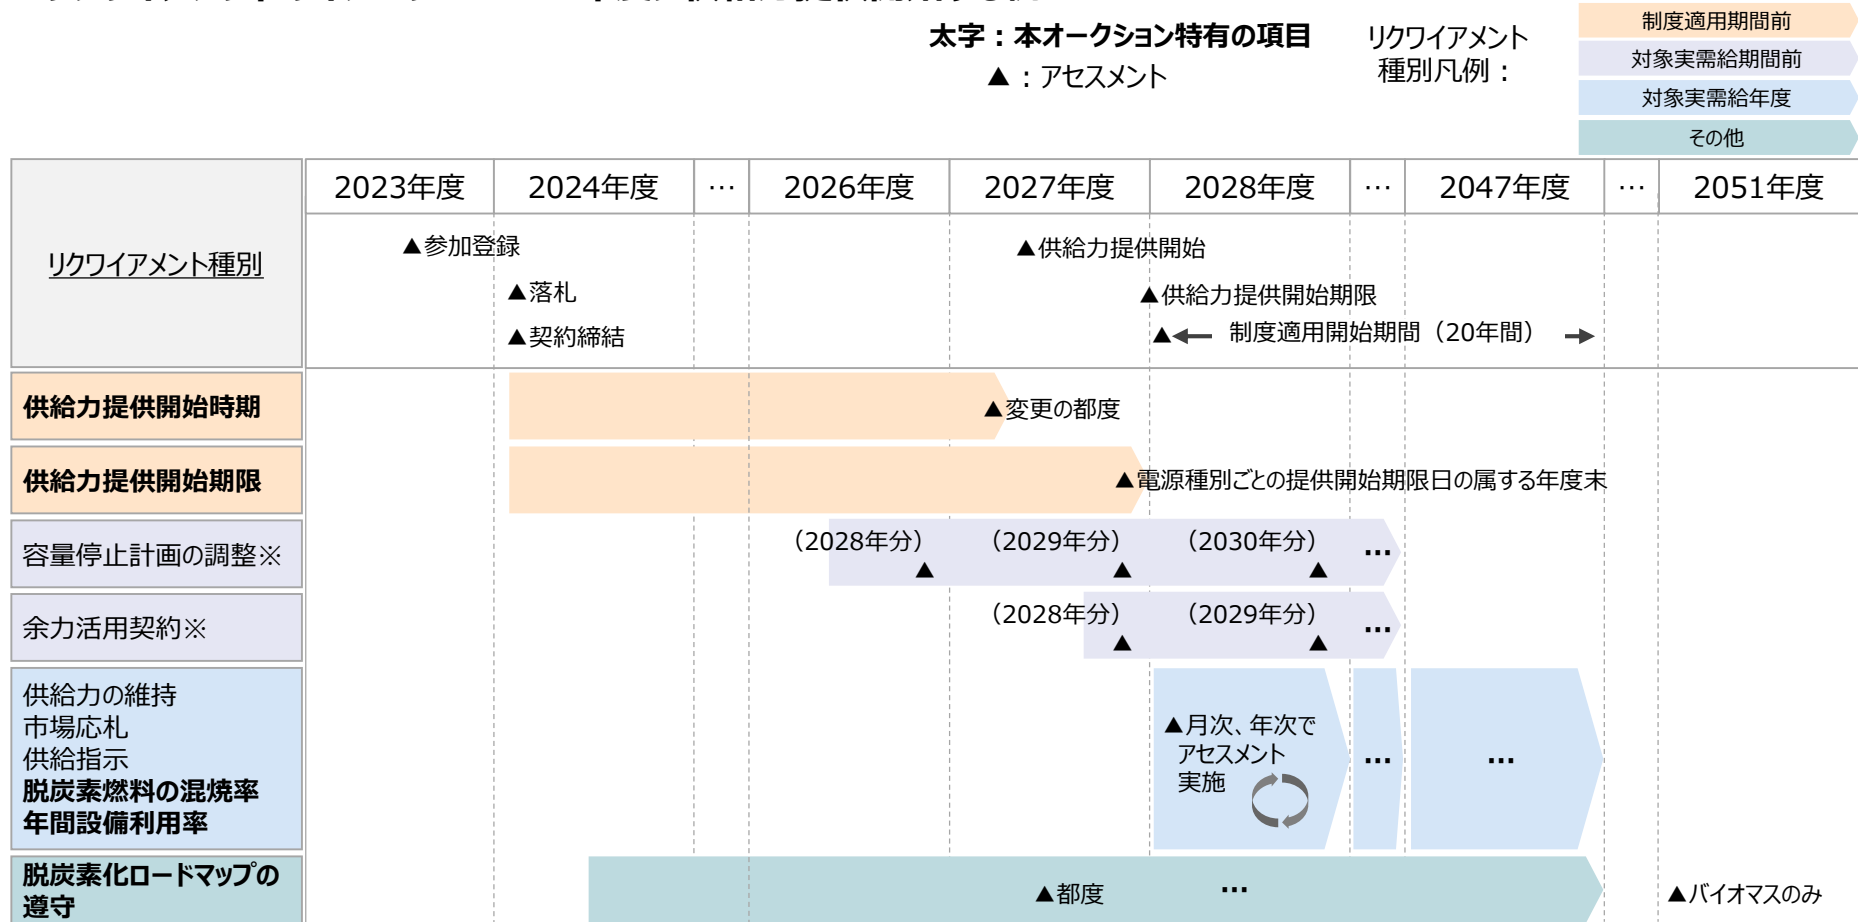 太字：本オークション特有の項目
▲：アセスメント
リクワイアメント
種別凡例：
制度適用期間前
対象実需給期間前
対象実需給年度
その他
リクワイアメント種別
2023年度
2024年度
…
2026年度
2027年度
2028年度
…
2047年度
…
2051年度
▲参加登録
▲供給力提供開始
▲落札
▲供給力提供開始期限
▲契約締結
▲ 制度適用開始期間（20年間）
供給力提供開始時期
▲変更の都度
供給力提供開始期限
▲電源種別ごとの提供開始期限日の属する年度末
容量停止計画の調整※
（2028年分）
▲
（2029年分）
▲
（2030年分）
▲
…
余力活用契約※
（2028年分）
▲
（2029年分）
▲
…
供給力の維持
市場応札
供給指示
脱炭素燃料の混焼率
年間設備利用率
▲月次、年次で
アセスメント
実施
…
…
脱炭素化ロードマップの
遵守
▲都度
…
▲バイオマスのみ